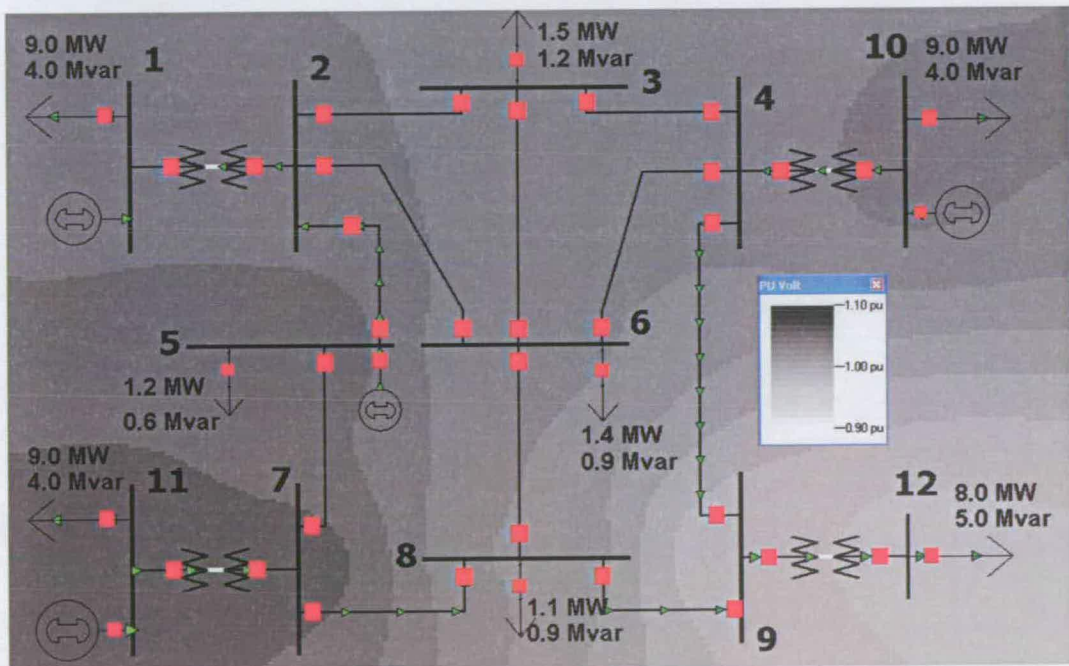 1.5 MW
1.2 Mvar
9.0 MW
4.0 Mvar
1
2
3
4
10
9.0 MW
4.0 Mvar
PU Volt
1.10 pu
1.00 pu
0.90 pu
5
6
1.2 MW
0.6 Mvar
1.4 MW
0.9 Mvar
9.0 MW
4.0 Mvar
11
7
8
12
8.0 MW
5.0 Mvar
1.1 MW
0.9 Mvar
9